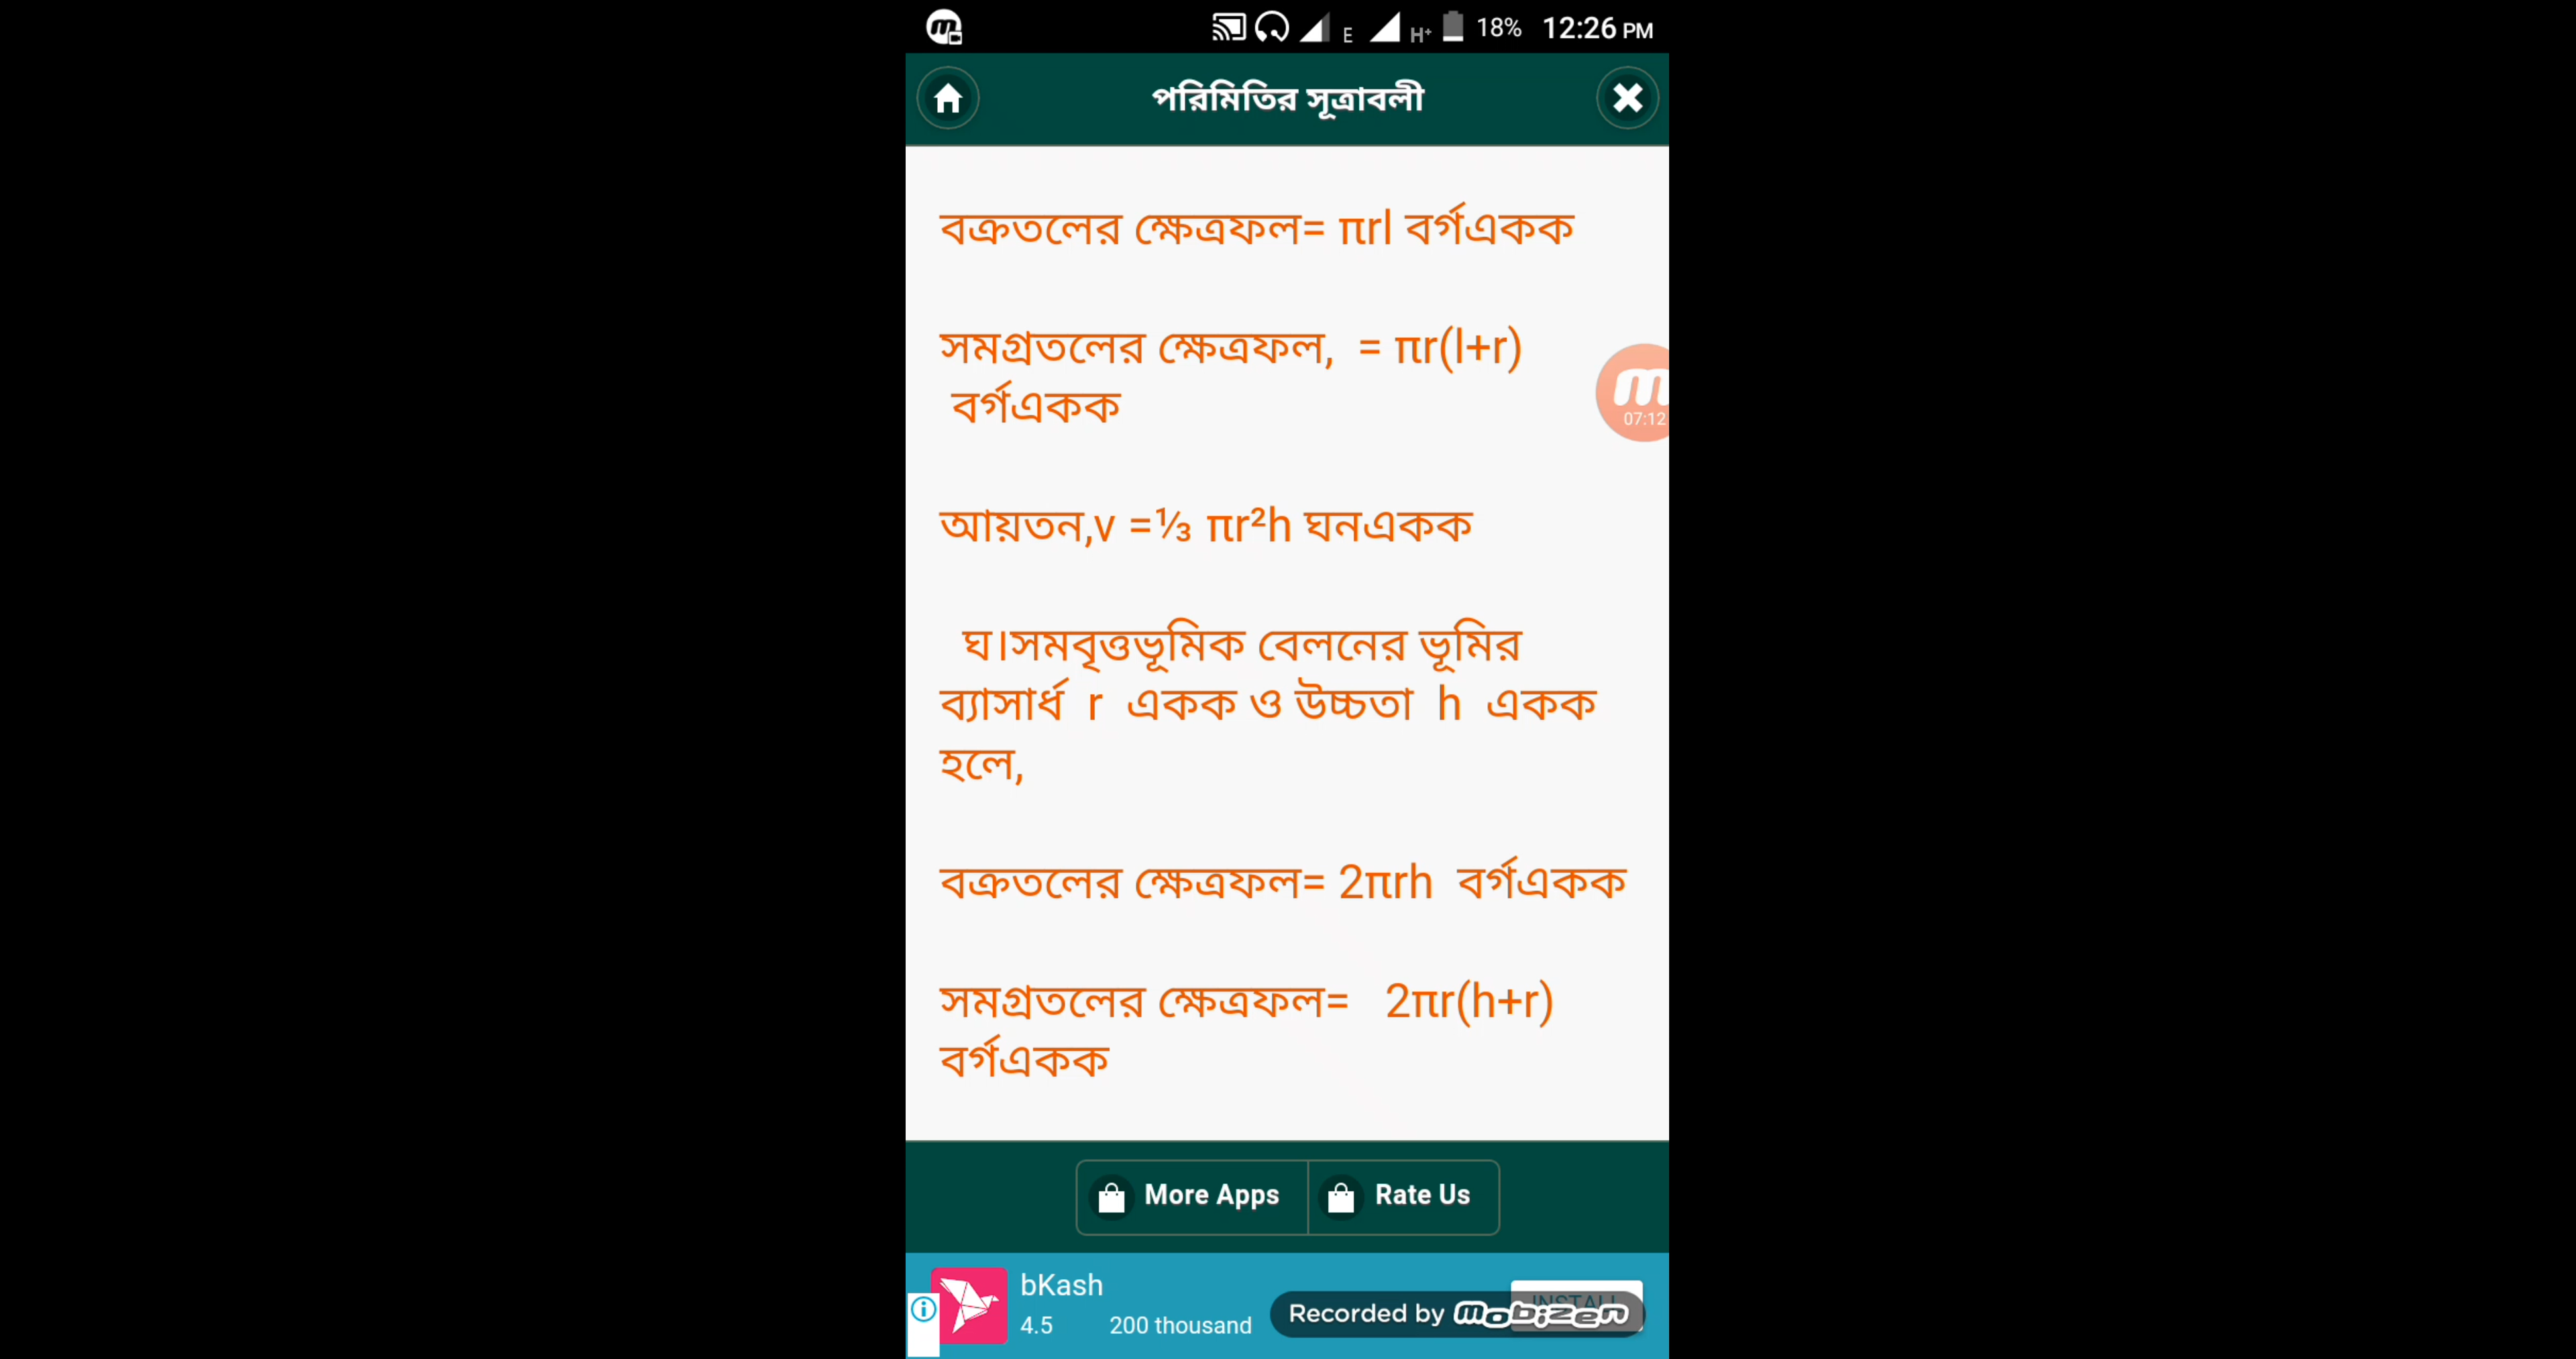 E H+ 18% 12:26 PM
পরিমিতির সূত্রাবলী
বক্রতলের ক্ষেত্রফল= πrl বর্গএকক
সমগ্রতলের ক্ষেত্রফল, = πr(l+r)
বর্গএকক
07:12
আয়তন,v =⅓ πr²h ঘনএকক
ঘ।সমবৃত্তভূমিক বেলনের ভূমির
ব্যাসার্ধ r একক ও উচ্চতা h একক
হলে,
বক্রতলের ক্ষেত্রফল= 2πrh বর্গএকক
সমগ্রতলের ক্ষেত্রফল= 2πr(h+r)
বর্গএকক
More Apps Rate Us
bKash
4.5 200 thousand
INSTALL
Recorded by mobizen